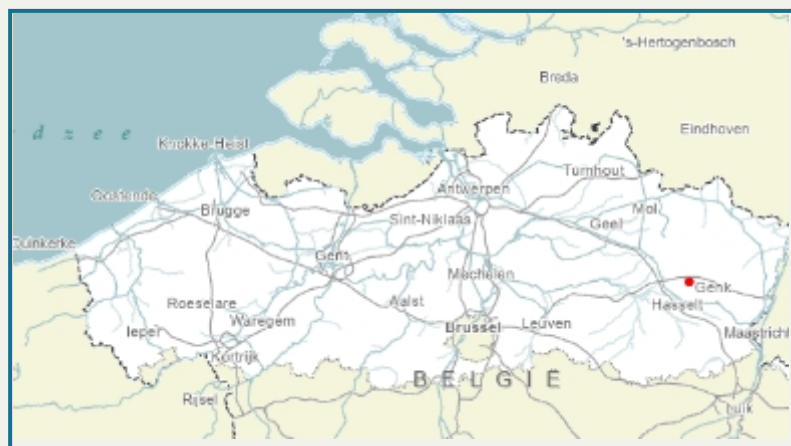 's-Hertogenbosch
Breda
dzee
Eindhoven
Knokke-Heist
Turnhout
Antwerpen
Oostende
Mol
Brugge
Sint-Niklaas
Geel
Duinkerke
Gent
Mechelen
Genk
Roeselare
Aalst
Hasselt
Waregem
Ieper
Brussel
Leuven
Maastricht
Kortrijk
BELGIË
Rijsel
Luik